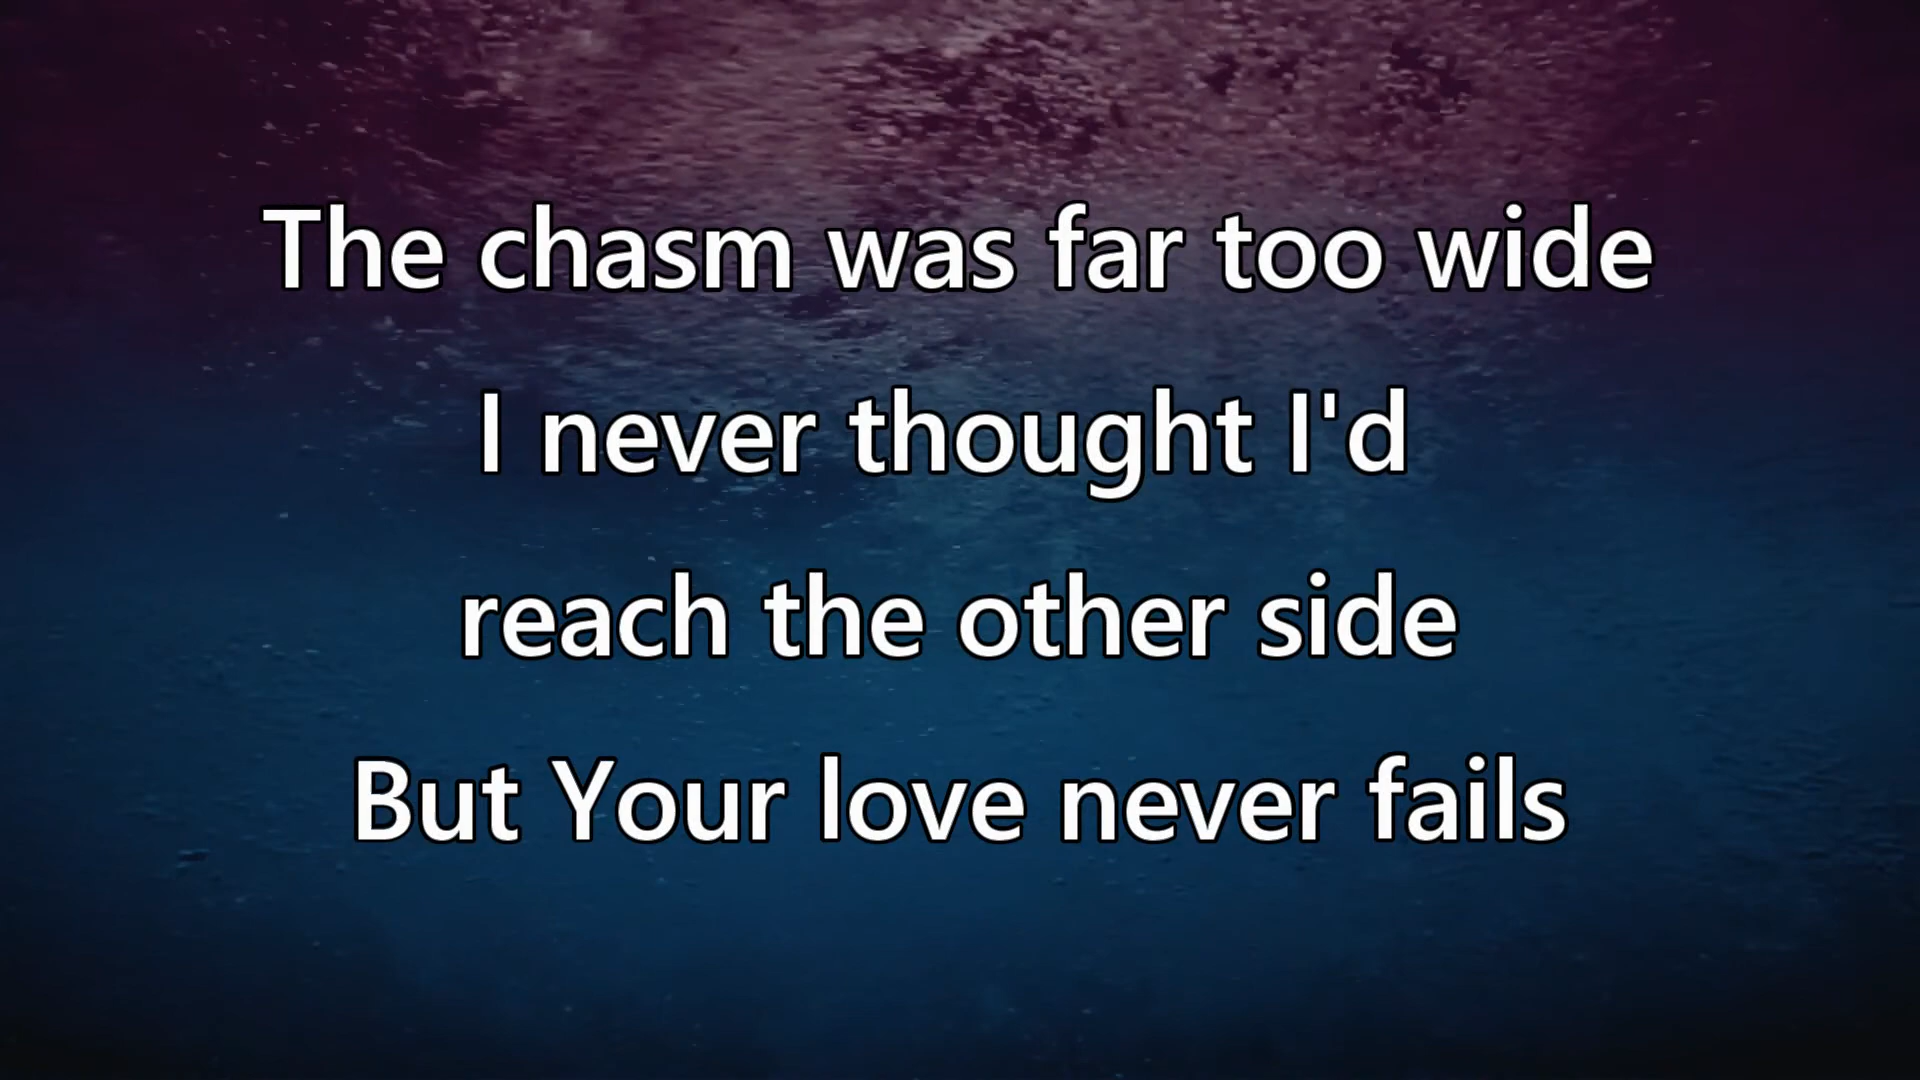 The chasm was far too wide
I never thought I'd
reach the other side
But Your love never fails